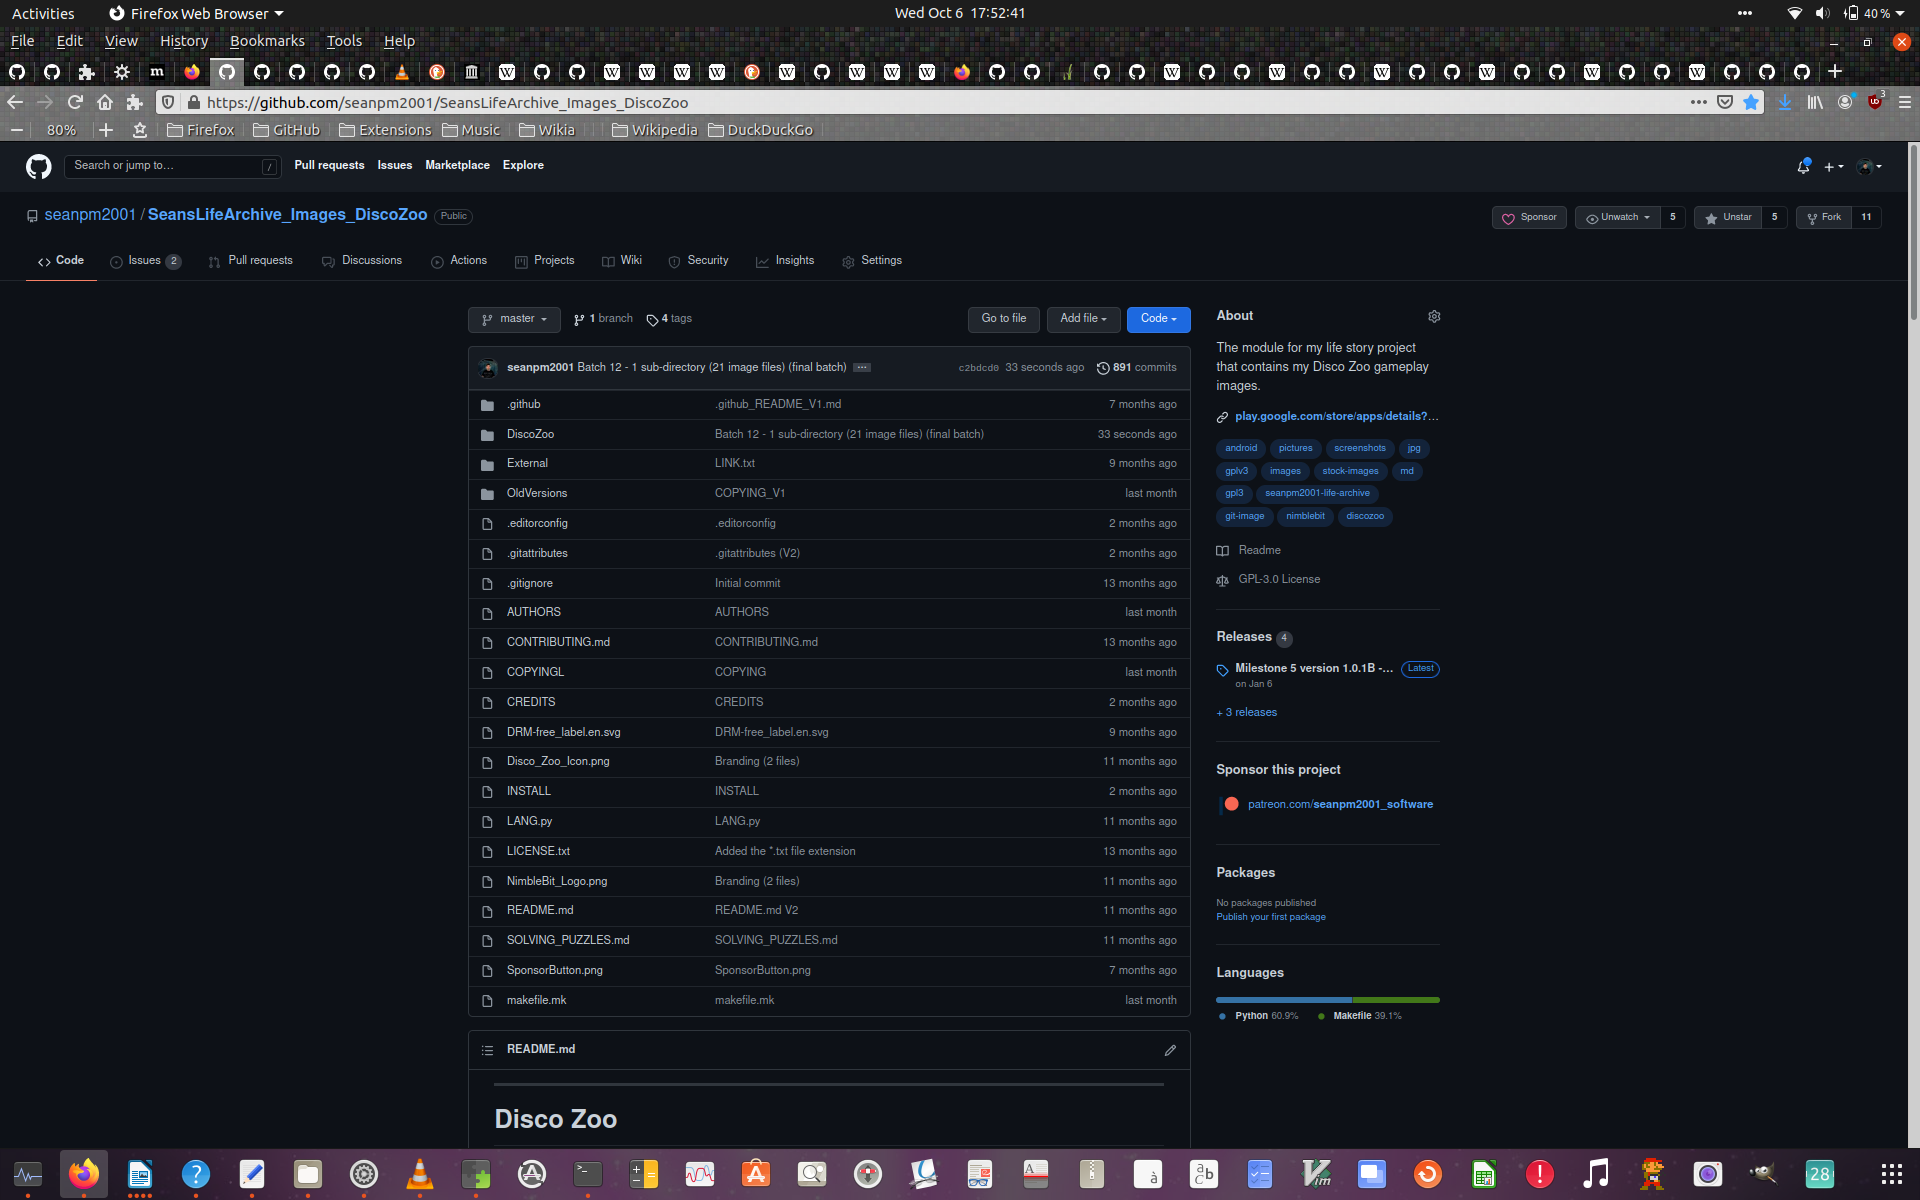 Activities Firefox Web Browser Wed Oct 6 17:52:41 40 %
File Edit View History Bookmarks Tools Help
https://github.com/seanpm2001/SeansLifeArchive_Images_DiscoZoo 3
80% Firefox GitHub Extensions Music Wikia Wikipedia DuckDuckGo
Search or jump to… / Pull requests Issues Marketplace Explore
seanpm2001 / SeansLifeArchive_Images_DiscoZoo Public Sponsor Unwatch 5 Unstar 5 Fork 11
Code Issues 2 Pull requests Discussions Actions Projects Wiki Security Insights Settings
master 1 branch 4 tags Go to file Add file Code
seanpm2001 Batch 12 - 1 sub-directory (21 image files) (final batch) ... c2bdcd0 33 seconds ago 891 commits
.github .github_README_V1.md 7 months ago
DiscoZoo Batch 12 - 1 sub-directory (21 image files) (final batch) 33 seconds ago
External LINK.txt 9 months ago
OldVersions COPYING_V1 last month
.editorconfig .editorconfig 2 months ago
.gitattributes .gitattributes (V2) 2 months ago
.gitignore Initial commit 13 months ago
AUTHORS AUTHORS last month
CONTRIBUTING.md CONTRIBUTING.md 13 months ago
COPYINGL COPYING last month
CREDITS CREDITS 2 months ago
DRM-free_label.en.svg DRM-free_label.en.svg 9 months ago
Disco_Zoo_Icon.png Branding (2 files) 11 months ago
INSTALL INSTALL 2 months ago
LANG.py LANG.py 11 months ago
LICENSE.txt Added the *.txt file extension 13 months ago
NimbleBit_Logo.png Branding (2 files) 11 months ago
README.md README.md V2 11 months ago
SOLVING_PUZZLES.md SOLVING_PUZZLES.md 11 months ago
SponsorButton.png SponsorButton.png 7 months ago
makefile.mk makefile.mk last month
README.md
Disco Zoo
About
The module for my life story project
that contains my Disco Zoo gameplay
images.
play.google.com/store/apps/details?…
android pictures screenshots jpg
gplv3 images stock-images md
gpl3 seanpm2001-life-archive
git-image nimblebit discozoo
Readme
GPL-3.0 License
Releases 4
Milestone 5 version 1.0.1B -… Latest
on Jan 6
+ 3 releases
Sponsor this project
patreon.com/seanpm2001_software
Packages
No packages published
Publish your first package
Languages
Python 60.9% Makefile 39.1%
28